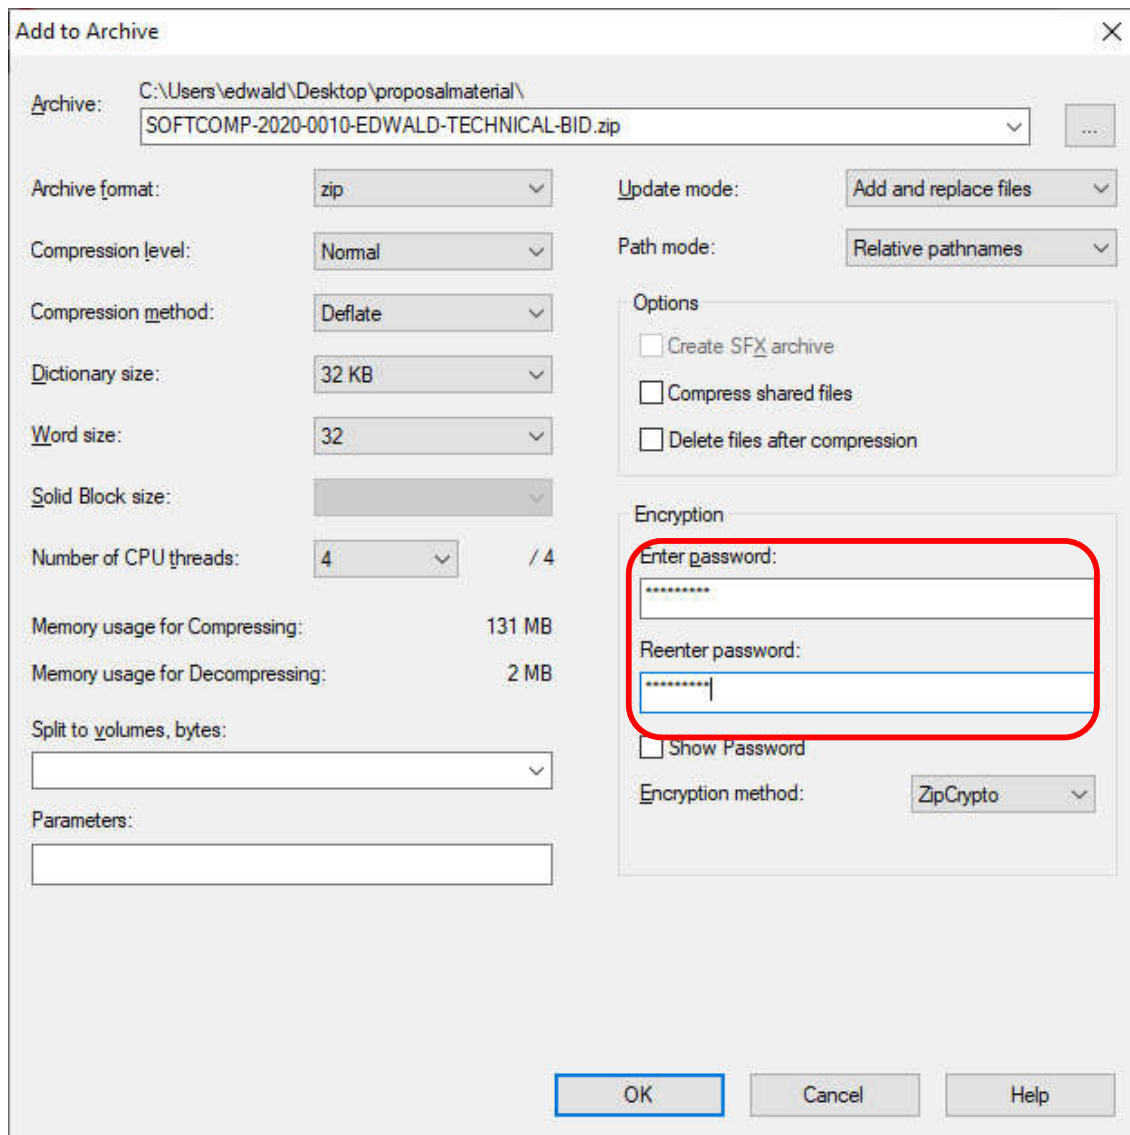 Add to Archive
Archive: C:\Users\edwald\Desktop\proposalmaterial\
SOFTCOMP-2020-0010-EDWALD-TECHNICAL-BID.zip ...
Archive format: zip
Compression level: Normal
Compression method: Deflate
Dictionary size: 32 KB
Word size: 32
Solid Block size:
Number of CPU threads: 4 / 4
Memory usage for Compressing: 131 MB
Memory usage for Decompressing: 2 MB
Split to volumes, bytes:
Parameters:
Update mode: Add and replace files
Path mode: Relative pathnames
Options
Create SFX archive
Compress shared files
Delete files after compression
Encryption
Enter password:
*********
Reenter password:
*********
Show Password
Encryption method: ZipCrypto
OK Cancel Help